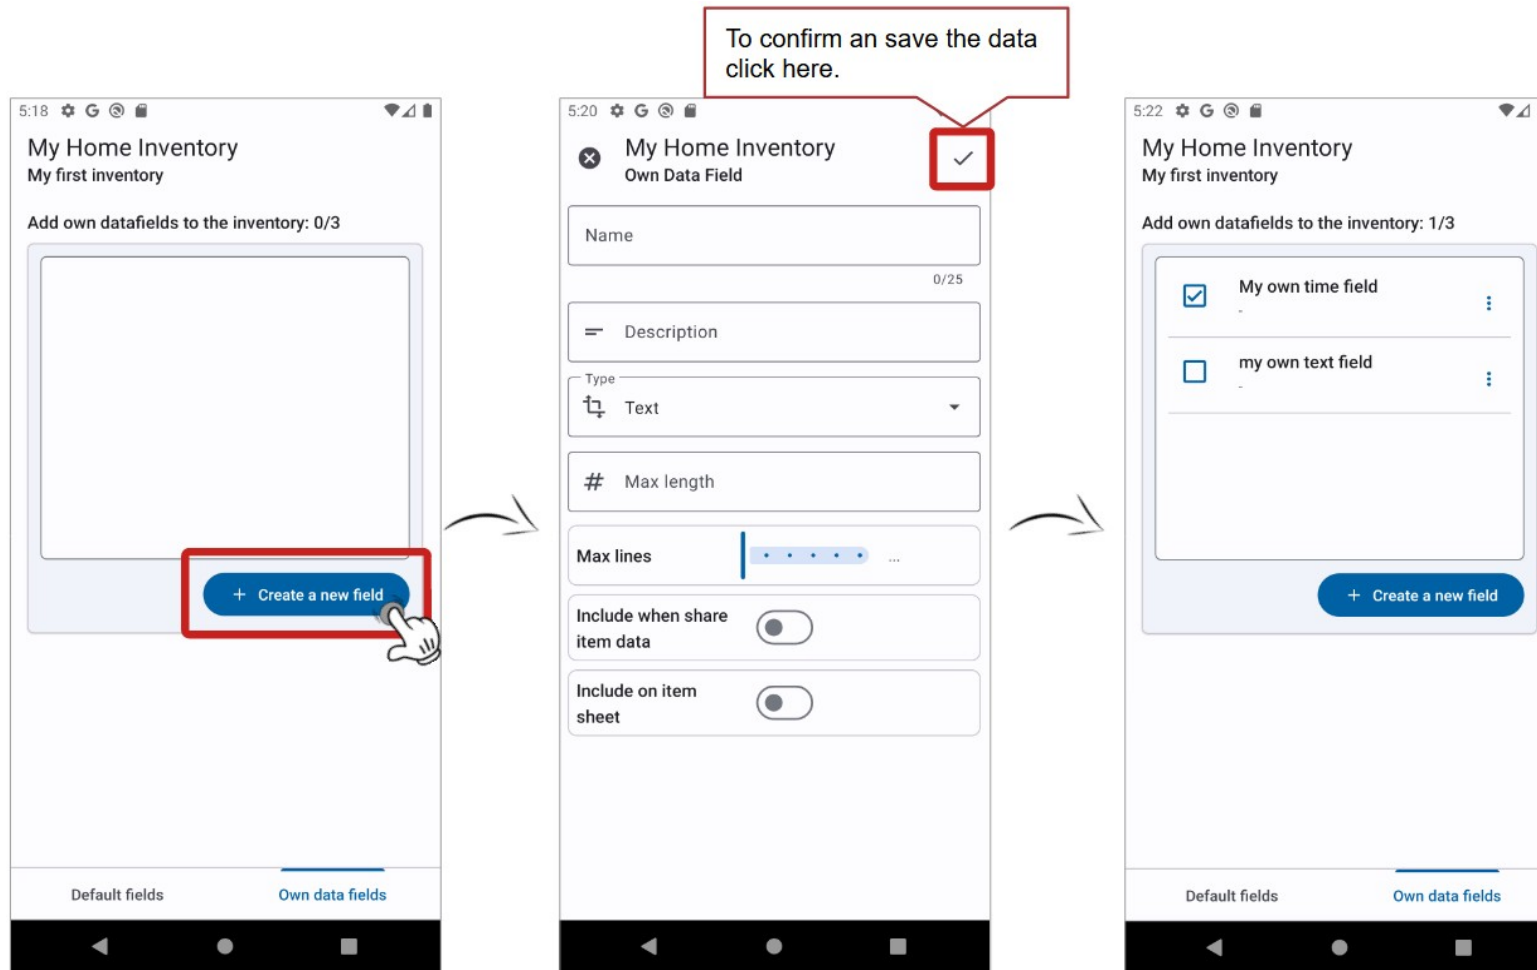 To confirm an save the data
click here.
5:18 G
My Home Inventory
My first inventory
Add own datafields to the inventory: 0/3
+ Create a new field
Default fields
Own data fields
5:20 G
My Home Inventory
Own Data Field
Name
0/25
Description
Type
Text
# Max length
Max lines
...
Include when share
item data
Include on item
sheet
5:22 G
My Home Inventory
My first inventory
Add own datafields to the inventory: 1/3
My own time field
-
my own text field
-
+ Create a new field
Default fields
Own data fields